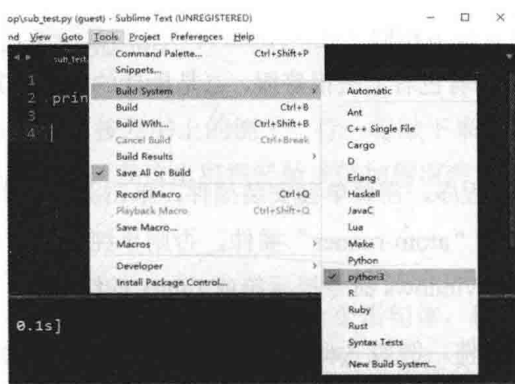 op\sub_test.py (guest) - Sublime Text (UNREGISTERED)
nd View Goto Tools Project Preferences Help
sub_test.
1
2 prin
3
4
Command Palette... Ctrl+Shift+P
Snippets...
Build System
Build Ctrl+B
Build With... Ctrl+Shift+B
Cancel Build Ctrl+Break
Build Results
Save All on Build
Record Macro Ctrl+Q
Playback Macro Ctrl+Shift+Q
Save Macro...
Macros
Developer
Install Package Control...
Automatic
Ant
C++ Single File
Cargo
D
Erlang
Haskell
JavaC
Lua
Make
Python
python3
R
Ruby
Rust
Syntax Tests
New Build System...
0.1s]